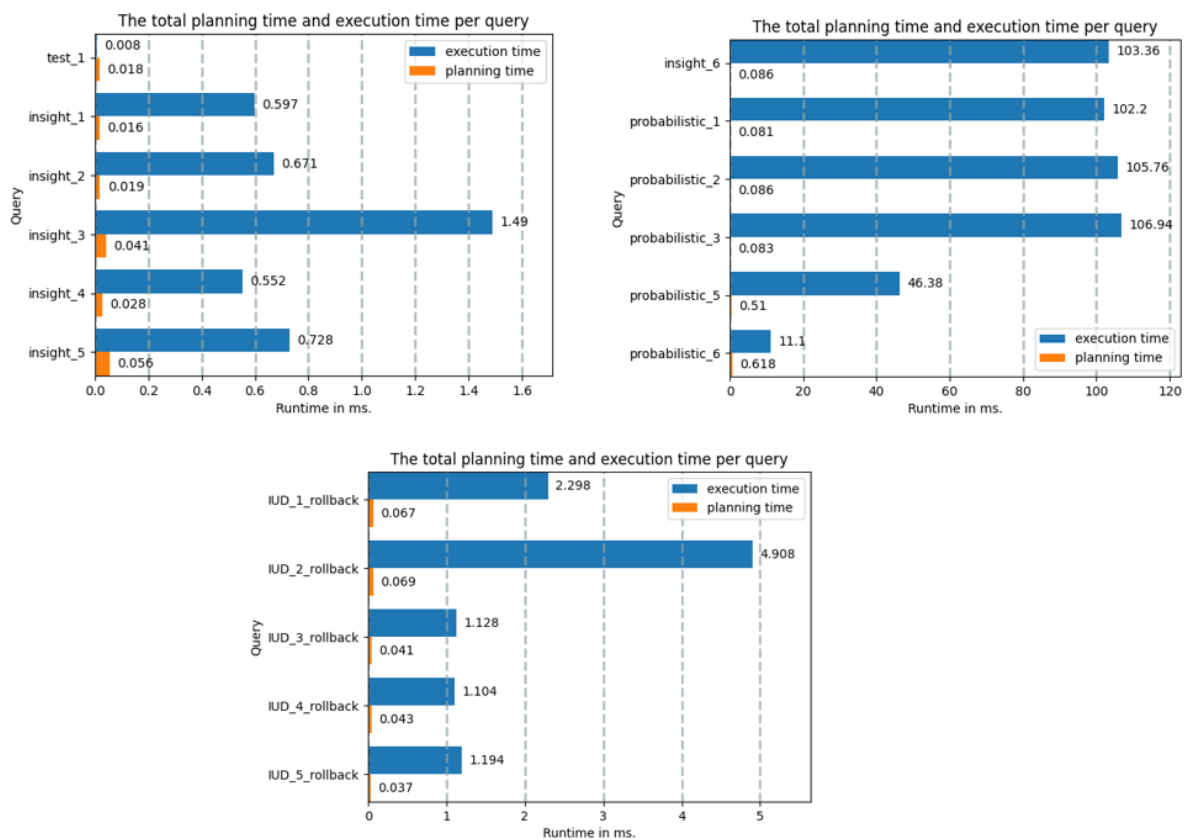 The total planning time and execution time per query
execution time
planning time
test_1
0.008
0.018
insight_1
0.597
0.016
insight_2
0.671
0.019
insight_3
1.49
0.041
insight_4
0.552
0.028
insight_5
0.728
0.056
Query
0.0 0.2 0.4 0.6 0.8 1.0 1.2 1.4 1.6
Runtime in ms.
The total planning time and execution time per query
insight_6
103.36
0.086
probabilistic_1
102.2
0.081
probabilistic_2
105.76
0.086
probabilistic_3
106.94
0.083
probabilistic_5
46.38
0.51
probabilistic_6
11.1
0.618
Query
execution time
planning time
0 20 40 60 80 100 120
Runtime in ms.
The total planning time and execution time per query
execution time
planning time
IUD_1_rollback
2.298
0.067
IUD_2_rollback
4.908
0.069
IUD_3_rollback
1.128
0.041
IUD_4_rollback
1.104
0.043
IUD_5_rollback
1.194
0.037
Query
0 1 2 3 4 5
Runtime in ms.